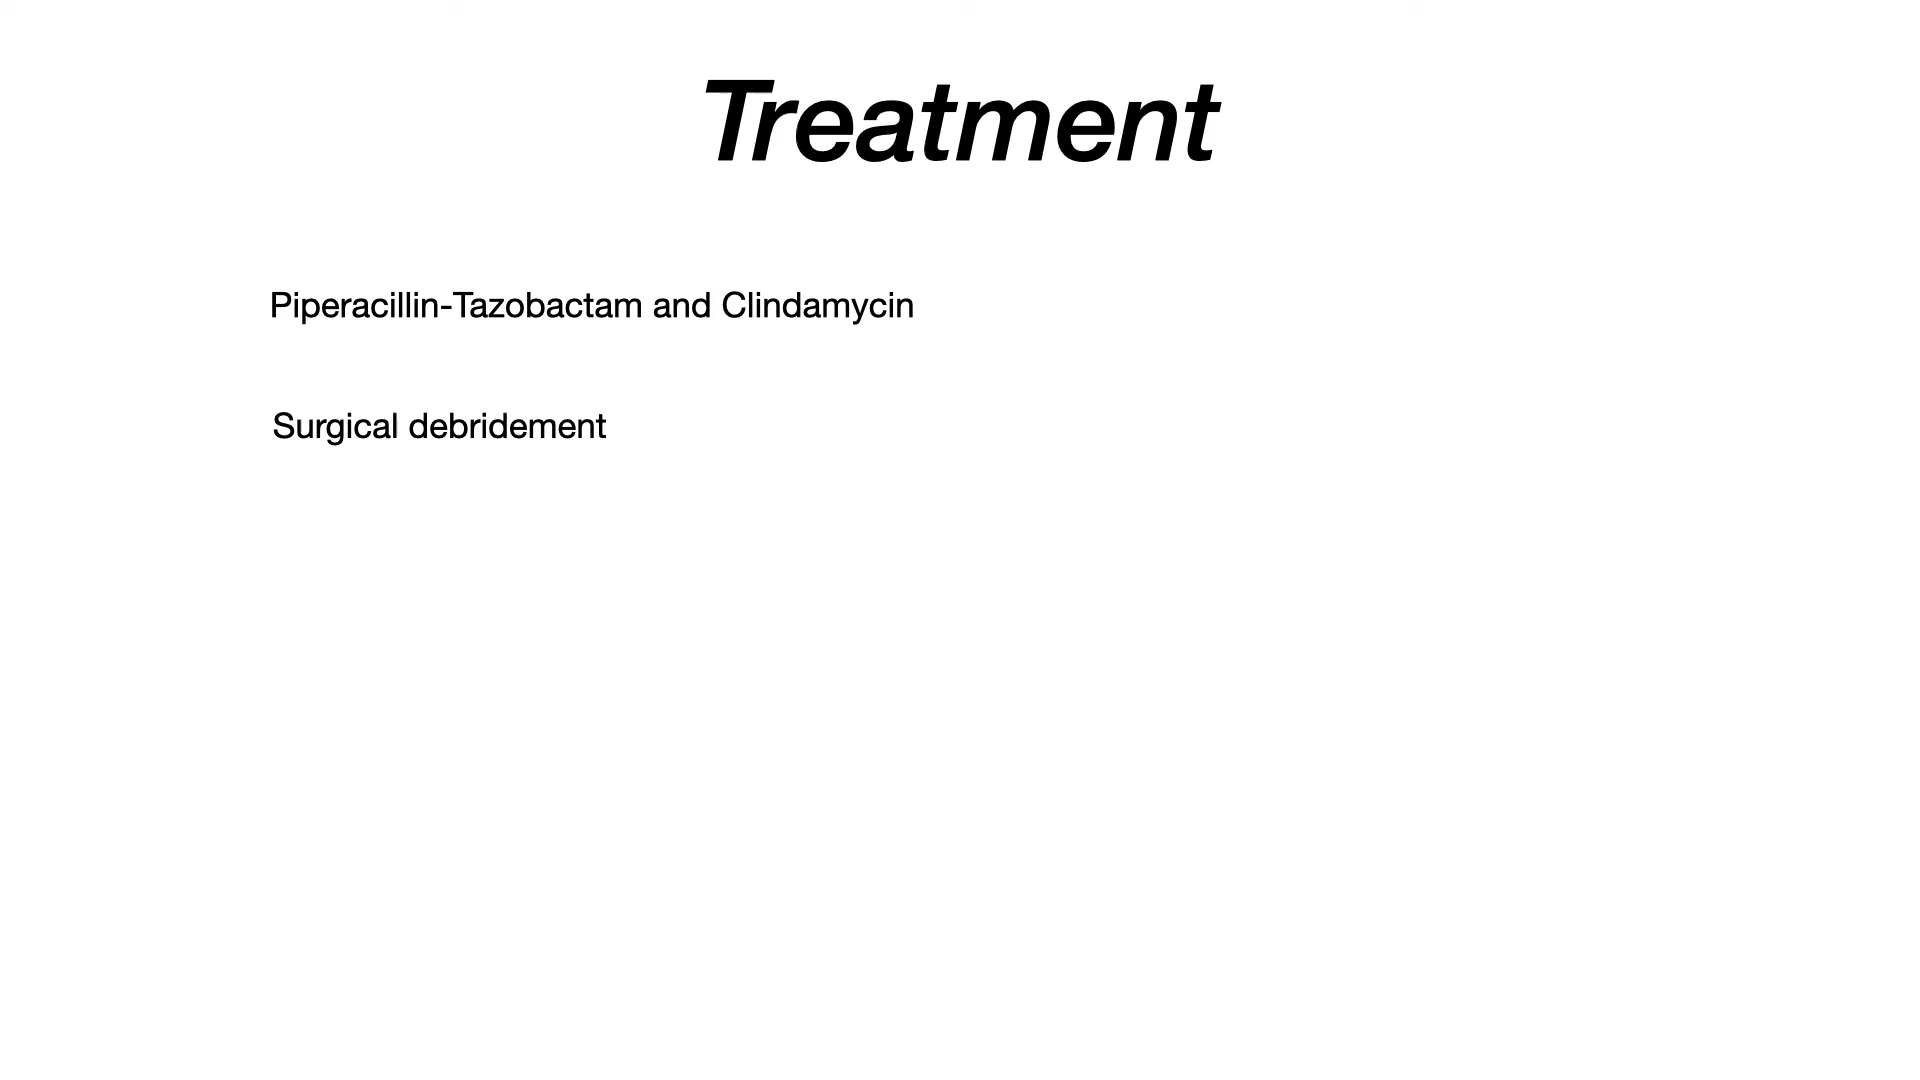 Treatment
Piperacillin-Tazobactam and Clindamycin
Surgical debridement